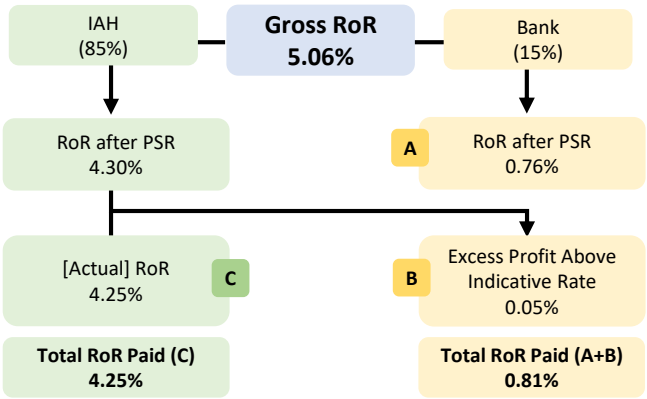 IAH
(85%)
Gross RoR
5.06%
Bank
(15%)
RoR after PSR
4.30%
A
RoR after PSR
0.76%
[Actual] RoR
4.25%
C
B
Excess Profit Above
Indicative Rate
0.05%
Total RoR Paid (C)
4.25%
Total RoR Paid (A+B)
0.81%